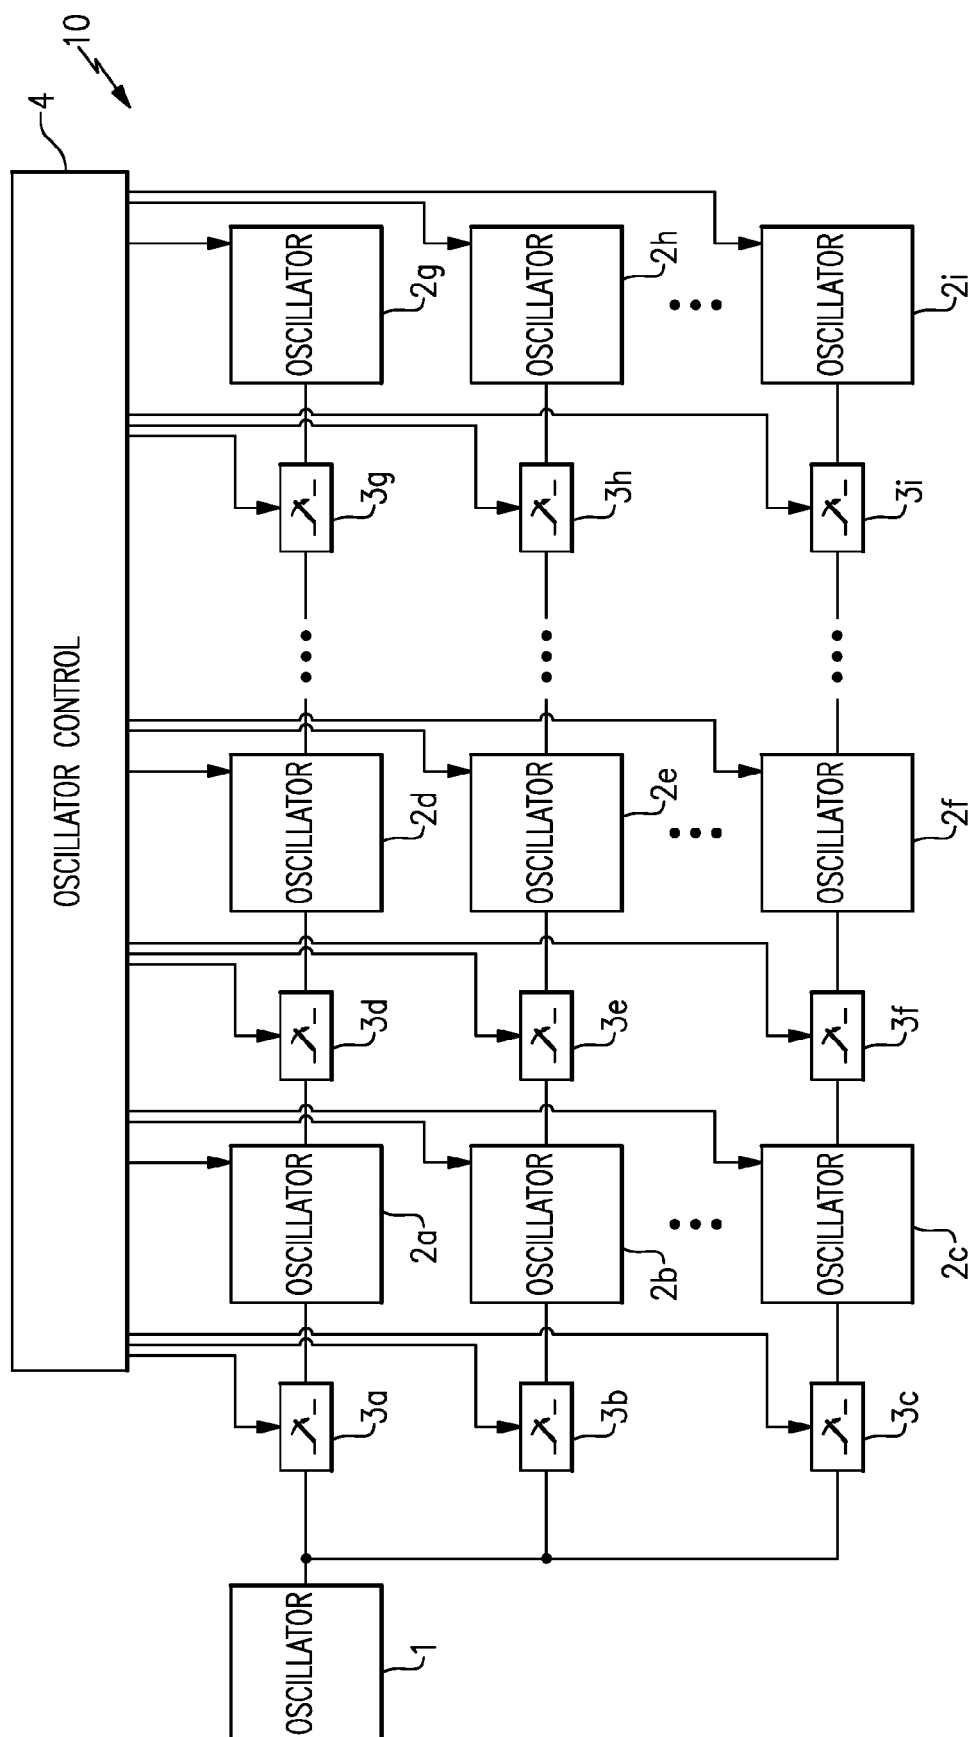 10
4
OSCILLATOR CONTROL
OSCILLATOR
1
3a
OSCILLATOR
2a
3d
OSCILLATOR
2d
3g
OSCILLATOR
2g
3b
OSCILLATOR
2b
3e
OSCILLATOR
2e
3h
OSCILLATOR
2h
3c
OSCILLATOR
2c
3f
OSCILLATOR
2f
3i
OSCILLATOR
2i